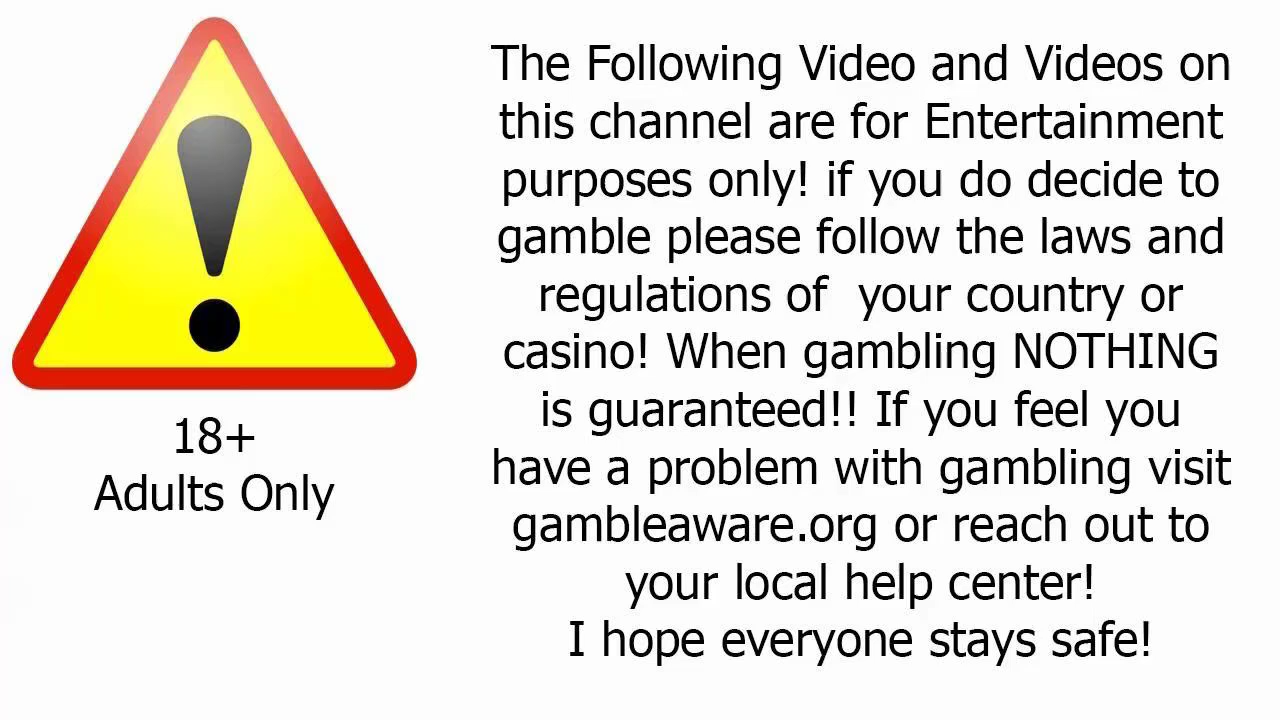 The Following Video and Videos on
this channel are for Entertainment
purposes only! if you do decide to
gamble please follow the laws and
regulations of  your country or
casino! When gambling NOTHING
is guaranteed!! If you feel you
have a problem with gambling visit
gambleaware.org or reach out to
your local help center!
I hope everyone stays safe!
18+
Adults Only